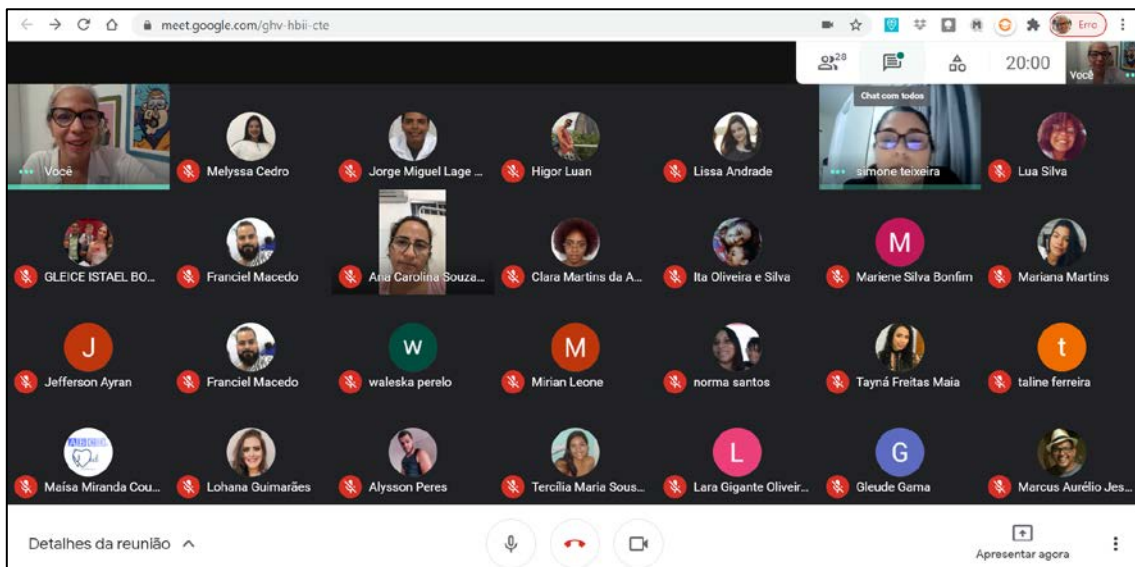 meet.google.com/ghv-hbii-cte
Erro
28
20:00
Você
Chat com todos
Você
Melyssa Cedro
Jorge Miguel Lage ...
Higor Luan
Lissa Andrade
simone teixeira
Lua Silva
GLEICE ISTAEL BO...
Franciel Macedo
Ana Carolina Souza...
Clara Martins da A...
Ita Oliveira e Silva
M
Mariene Silva Bonfim
Mariana Martins
J
Jefferson Ayran
Franciel Macedo
w
waleska perelo
M
Mirian Leone
norma santos
Tayná Freitas Maia
t
taline ferreira
Maísa Miranda Cou...
Lohana Guimarães
Alysson Peres
Tercília Maria Sous...
L
Lara Gigante Oliveir...
G
Gleude Gama
Marcus Aurélio Jes...
Detalhes da reunião
Apresentar agora